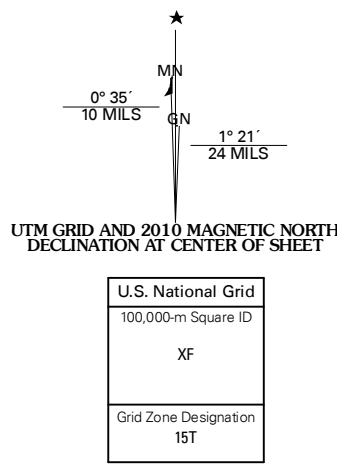 MN
0° 35´
10 MILS
GN
1° 21´
24 MILS
UTM GRID AND 2010 MAGNETIC NORTH
DECLINATION AT CENTER OF SHEET
U.S. National Grid
100,000-m Square ID
XF
Grid Zone Designation
15T